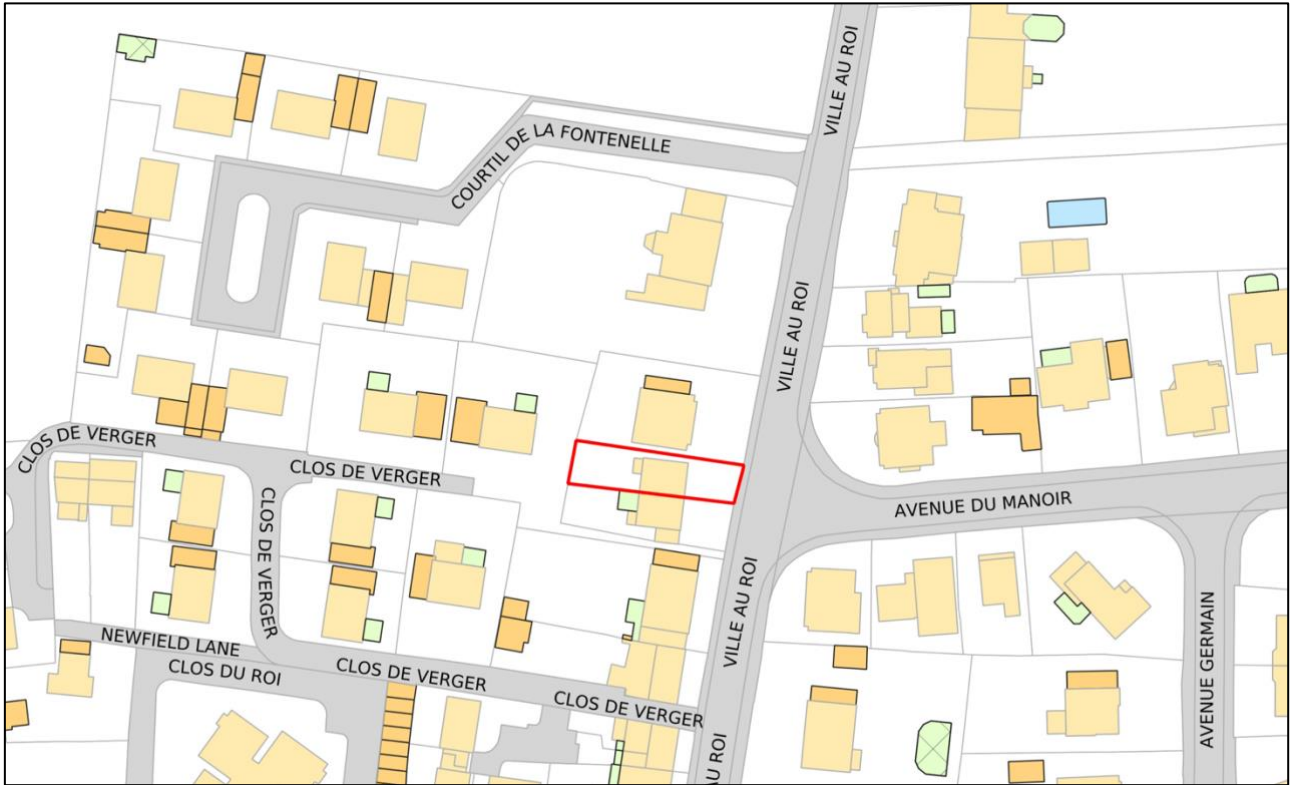 VILLE AU ROI
COURTIL DE LA FONTENELLE
VILLE AU ROI
CLOS DE VERGER
CLOS DE VERGER
AVENUE DU MANOIR
CLOS DE VERGER
VILLE AU ROI
AVENUE GERMAIN
NEWFIELD LANE
CLOS DU ROI
CLOS DE VERGER
CLOS DE VERGER
AU ROI